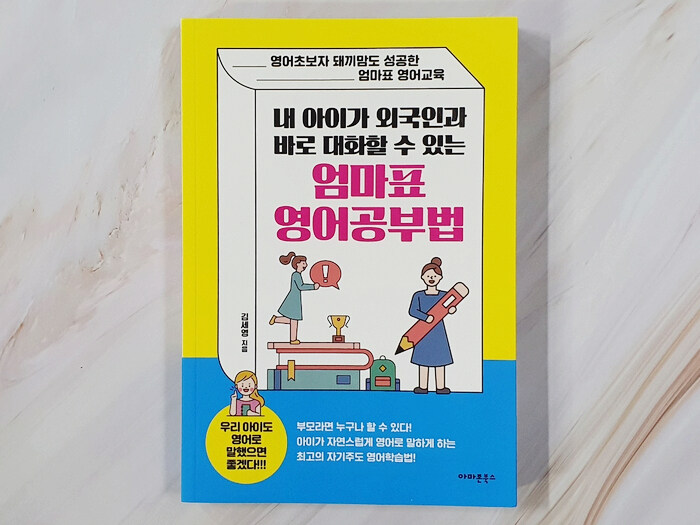 영어초보자 돼끼맘도 성공한
엄마표 영어교육
내 아이가 외국인과
바로 대화할 수 있는
엄마표
영어공부법
!
김세영 지음
우리 아이도
영어로
말했으면
좋겠다!!!
부모라면 누구나 할 수 있다!
아이가 자연스럽게 영어로 말하게 하는
최고의 자기주도 영어학습법!
아마존북스